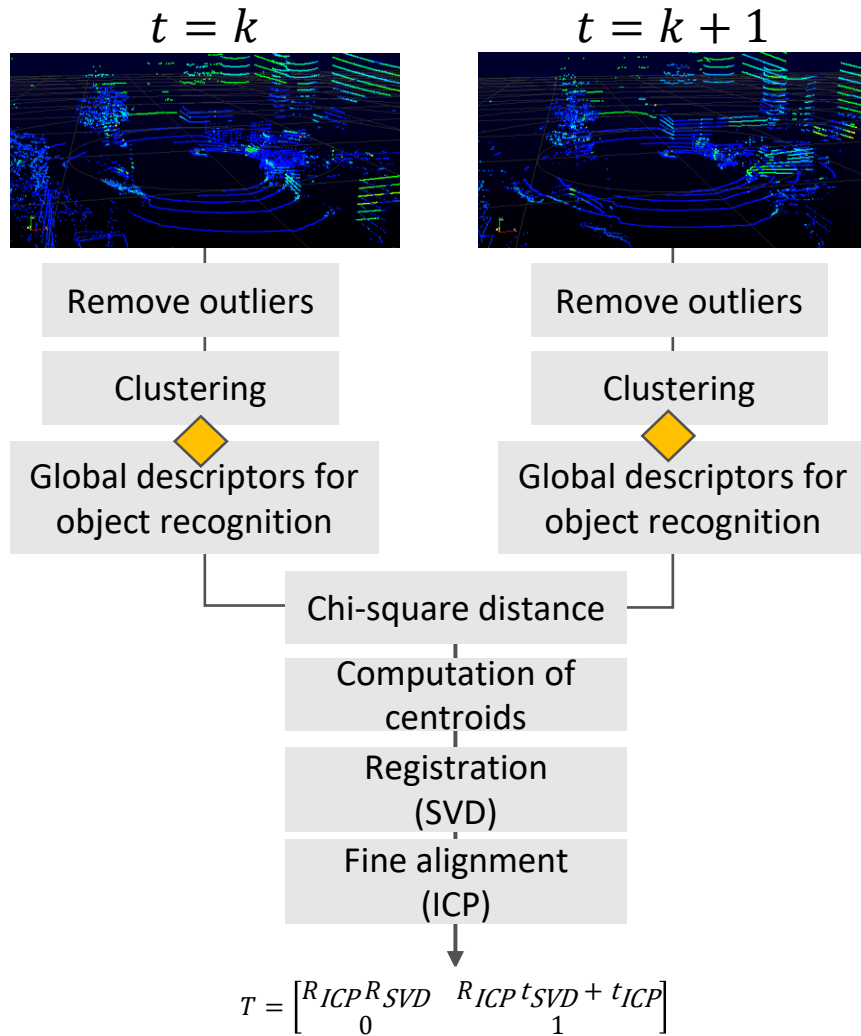 t = k
t = k + 1
Remove outliers
Remove outliers
Clustering
Clustering
Global descriptors for
object recognition
Global descriptors for
object recognition
Chi-square distance
Computation of
centroids
Registration
(SVD)
Fine alignment
(ICP)
T = [R_ICP R_SVD  R_ICP t_SVD + t_ICP]
0  1